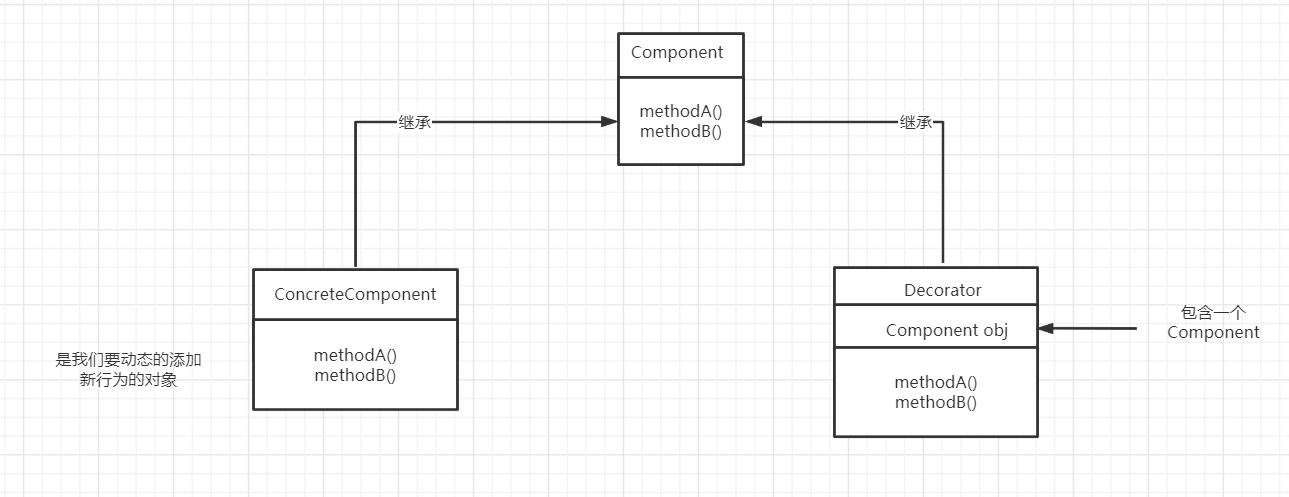 Component
methodA()
methodB()
继承
继承
ConcreteComponent
methodA()
methodB()
是我们要动态的添加
新行为的对象
Decorator
Component obj
methodA()
methodB()
包含一个
Component